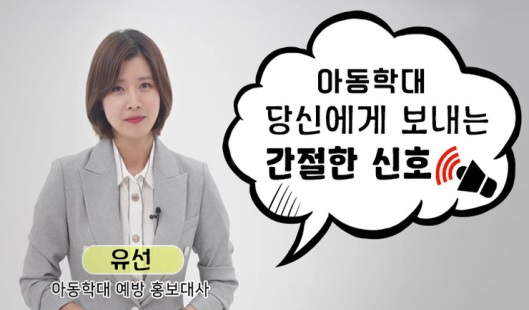 아동학대
당신에게 보내는
간절한 신호
유선
아동학대 예방 홍보대사